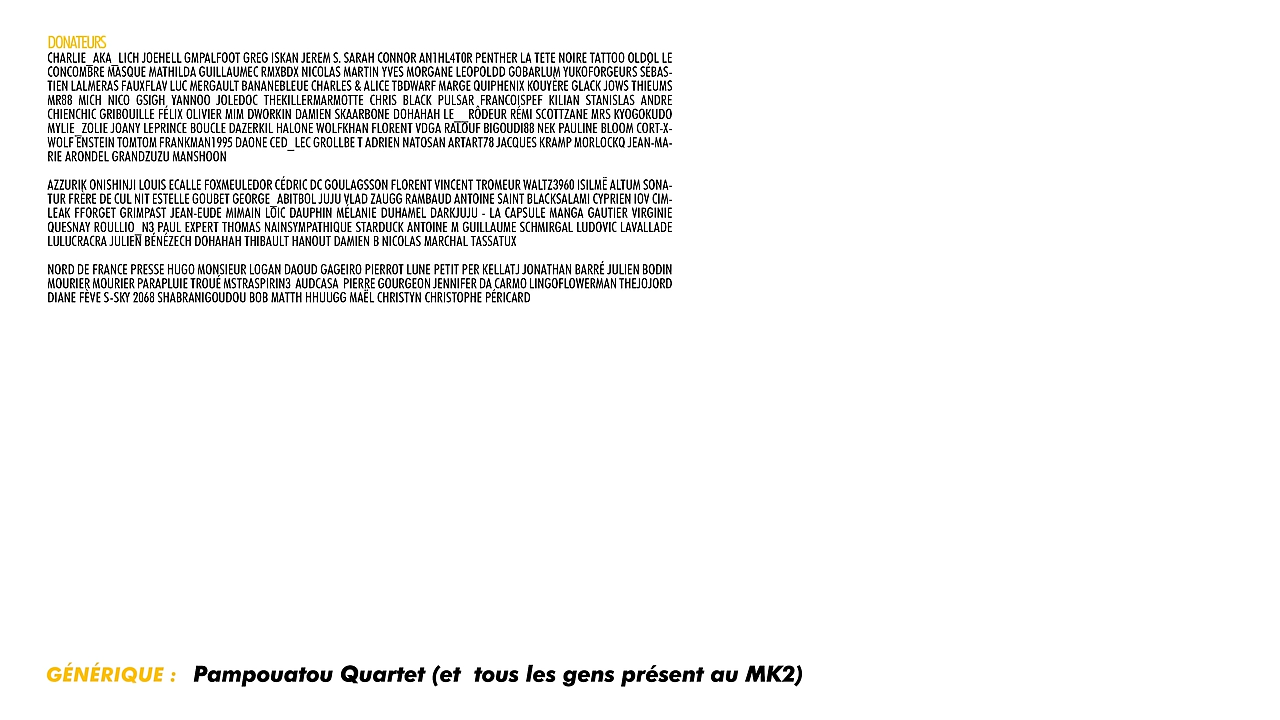 DONATEURS
CHARLIE_AKA_LICH JOEHELL GMPALFOOT GREG ISKAN JEREM S. SARAH CONNOR AN1HL4T0R PENTHER LA TETE NOIRE TATTOO OLDOL LE
CONCOMBRE MASQUE MATHILDA GUILLAUMEC RMXBDX NICOLAS MARTIN YVES MORGANE LEOPOLDD GOBARLUM YUKOFORGEURS SÉBAS-
TIEN LALMERAS FAUXFLAV LUC MERGAULT BANANEBLEUE CHARLES & ALICE TBDWARF MARGE QUIPHENIX KOUYÈRE GLACK JOWS THIEUMS
MR88 MICH NICO GSIGH_YANNOO JOLEDOC THEKILLERMARMOTTE CHRIS BLACK PULSAR_FRANCOISPEF KILIAN STANISLAS ANDRE
CHIENCHIC GRIBOUILLE FÉLIX OLIVIER MIM DWORKIN DAMIEN SKAARBONE DOHAHAH LE__RÔDEUR RÉMI SCOTTZANE MRS KYOGOKUDO
MYLIE_ZOLIE JOANY LEPRINCE BOUCLE DAZERKIL HALONE WOLFKHAN FLORENT VDGA RALOUF BIGOUDI88 NEK PAULINE BLOOM CORT-X-
WOLF ENSTEIN TOMTOM FRANKMAN1995 DAONE CED_LEC GROLLBE T ADRIEN NATOSAN ARTART78 JACQUES KRAMP MORLOCKQ JEAN-MA-
RIE ARONDEL GRANDZUZU MANSHOON
AZZURIK ONISHINJI LOUIS ECALLE FOXMEULEDOR CÉDRIC DC GOULAGSSON FLORENT VINCENT TROMEUR WALTZ3960 ISILMË ALTUM SONA-
TUR FRÈRE DE CUL NIT ESTELLE GOUBET GEORGE_ABITBOL JUJU VLAD ZAUGG RAMBAUD ANTOINE SAINT BLACKSALAMI CYPRIEN IOV CIM-
LEAK FFORGET GRIMPAST JEAN-EUDE MIMAIN LOÏC DAUPHIN MÉLANIE DUHAMEL DARKJUJU - LA CAPSULE MANGA GAUTIER VIRGINIE
QUESNAY ROULLIO_N3 PAUL EXPERT THOMAS NAINSYMPATHIQUE STARDUCK ANTOINE M GUILLAUME SCHMIRGAL LUDOVIC LAVALLADE
LULUCRACRA JULIEN BÉNÉZECH DOHAHAH THIBAULT HANOUT DAMIEN B NICOLAS MARCHAL TASSATUX
NORD DE FRANCE PRESSE HUGO MONSIEUR LOGAN DAOUD GAGEIRO PIERROT LUNE PETIT PER KELLATJ JONATHAN BARRÉ JULIEN BODIN
MOURIER MOURIER PARAPLUIE TROUÉ MSTRASPIRIN3 AUDCASA PIERRE GOURGEON JENNIFER DA CARMO LINGOFLOWERMAN THEJOJORD
DIANE FÈVE S-SKY 2068 SHABRANIGOUDOU BOB MATTH HHUUGG MAËL CHRISTYN CHRISTOPHE PÉRICARD
GÉNÉRIQUE : Pampouatou Quartet (et tous les gens présent au MK2)